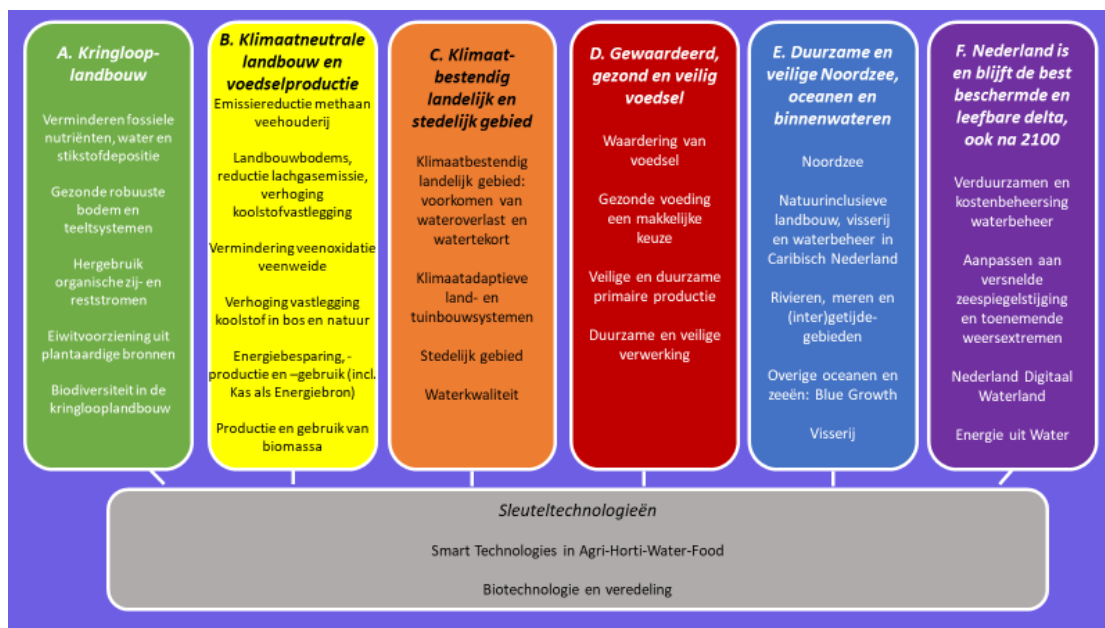 A. Kringloop-
landbouw
Verminderen fossiele
nutriënten, water en
stikstofdepositie
Gezonde robuuste
bodem en
teeltsystemen
Hergebruik
organische zij- en
reststromen
Eiwitvoorziening uit
plantaardige bronnen
Biodiversiteit in de
kringlooplandbouw
B. Klimaatneutrale
landbouw en
voedselproductie
Emissiereductie methaan
veehouderij
Landbouwbodems,
reductie lachgasemissie,
verhoging
koolstofvastlegging
Vermindering veenoxidatie
veenweide
Verhoging vastlegging
koolstof in bos en natuur
Energiebesparing, -
productie en –gebruik (incl.
Kas als Energiebron)
Productie en gebruik van
biomassa
C. Klimaat-
bestendig
landelijk en
stedelijk gebied
Klimaatbestendig
landelijk gebied:
voorkomen van
wateroverlast en
watertekort
Klimaatadaptieve
land- en
tuinbouwsystemen
Stedelijk gebied
Waterkwaliteit
D. Gewaardeerd,
gezond en veilig
voedsel
Waardering van
voedsel
Gezonde voeding
een makkelijke
keuze
Veilige en duurzame
primaire productie
Duurzame en veilige
verwerking
E. Duurzame en
veilige Noordzee,
oceanen en
binnenwateren
Noordzee
Natuurinclusieve
landbouw, visserij
en waterbeheer in
Caribisch Nederland
Rivieren, meren en
(inter)getijde-
gebieden
Overige oceanen en
zeeën: Blue Growth
Visserij
F. Nederland is
en blijft de best
beschermde en
leefbare delta,
ook na 2100
Verduurzamen en
kostenbeheersing
waterbeheer
Aanpassen aan
versnelde
zeespiegelstijging
en toenemende
weersextremen
Nederland Digitaal
Waterland
Energie uit Water
Sleuteltechnologieën
Smart Technologies in Agri-Horti-Water-Food
Biotechnologie en veredeling